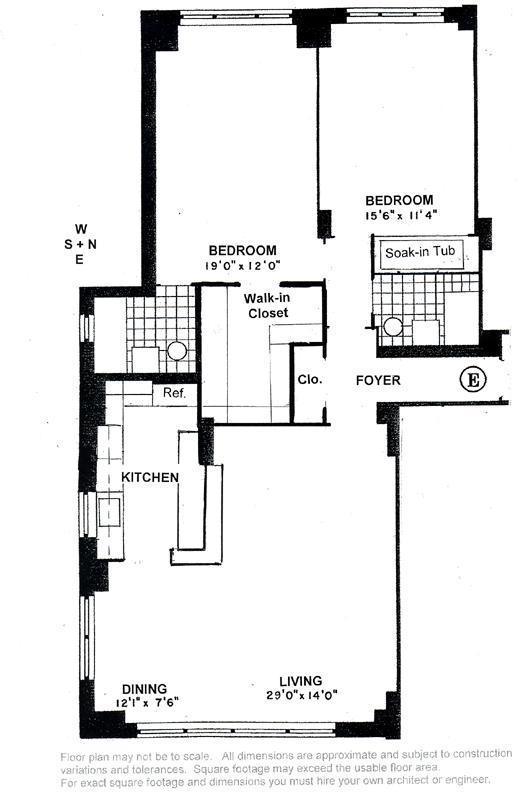 BEDROOM
15'6" x 11'4"
W
S + N
E
BEDROOM
19'0" x 12'0"
Soak-in Tub
Walk-in
Closet
Clo.
FOYER
E
Ref.
KITCHEN
DINING
12'1" x 7'6"
LIVING
29'0" x 14'0"
Floor plan may not be to scale. All dimensions are approximate and subject to construction
variations and tolerances. Square footage may exceed the usable floor area.
For exact square footage and dimensions you must hire your own architect or engineer.